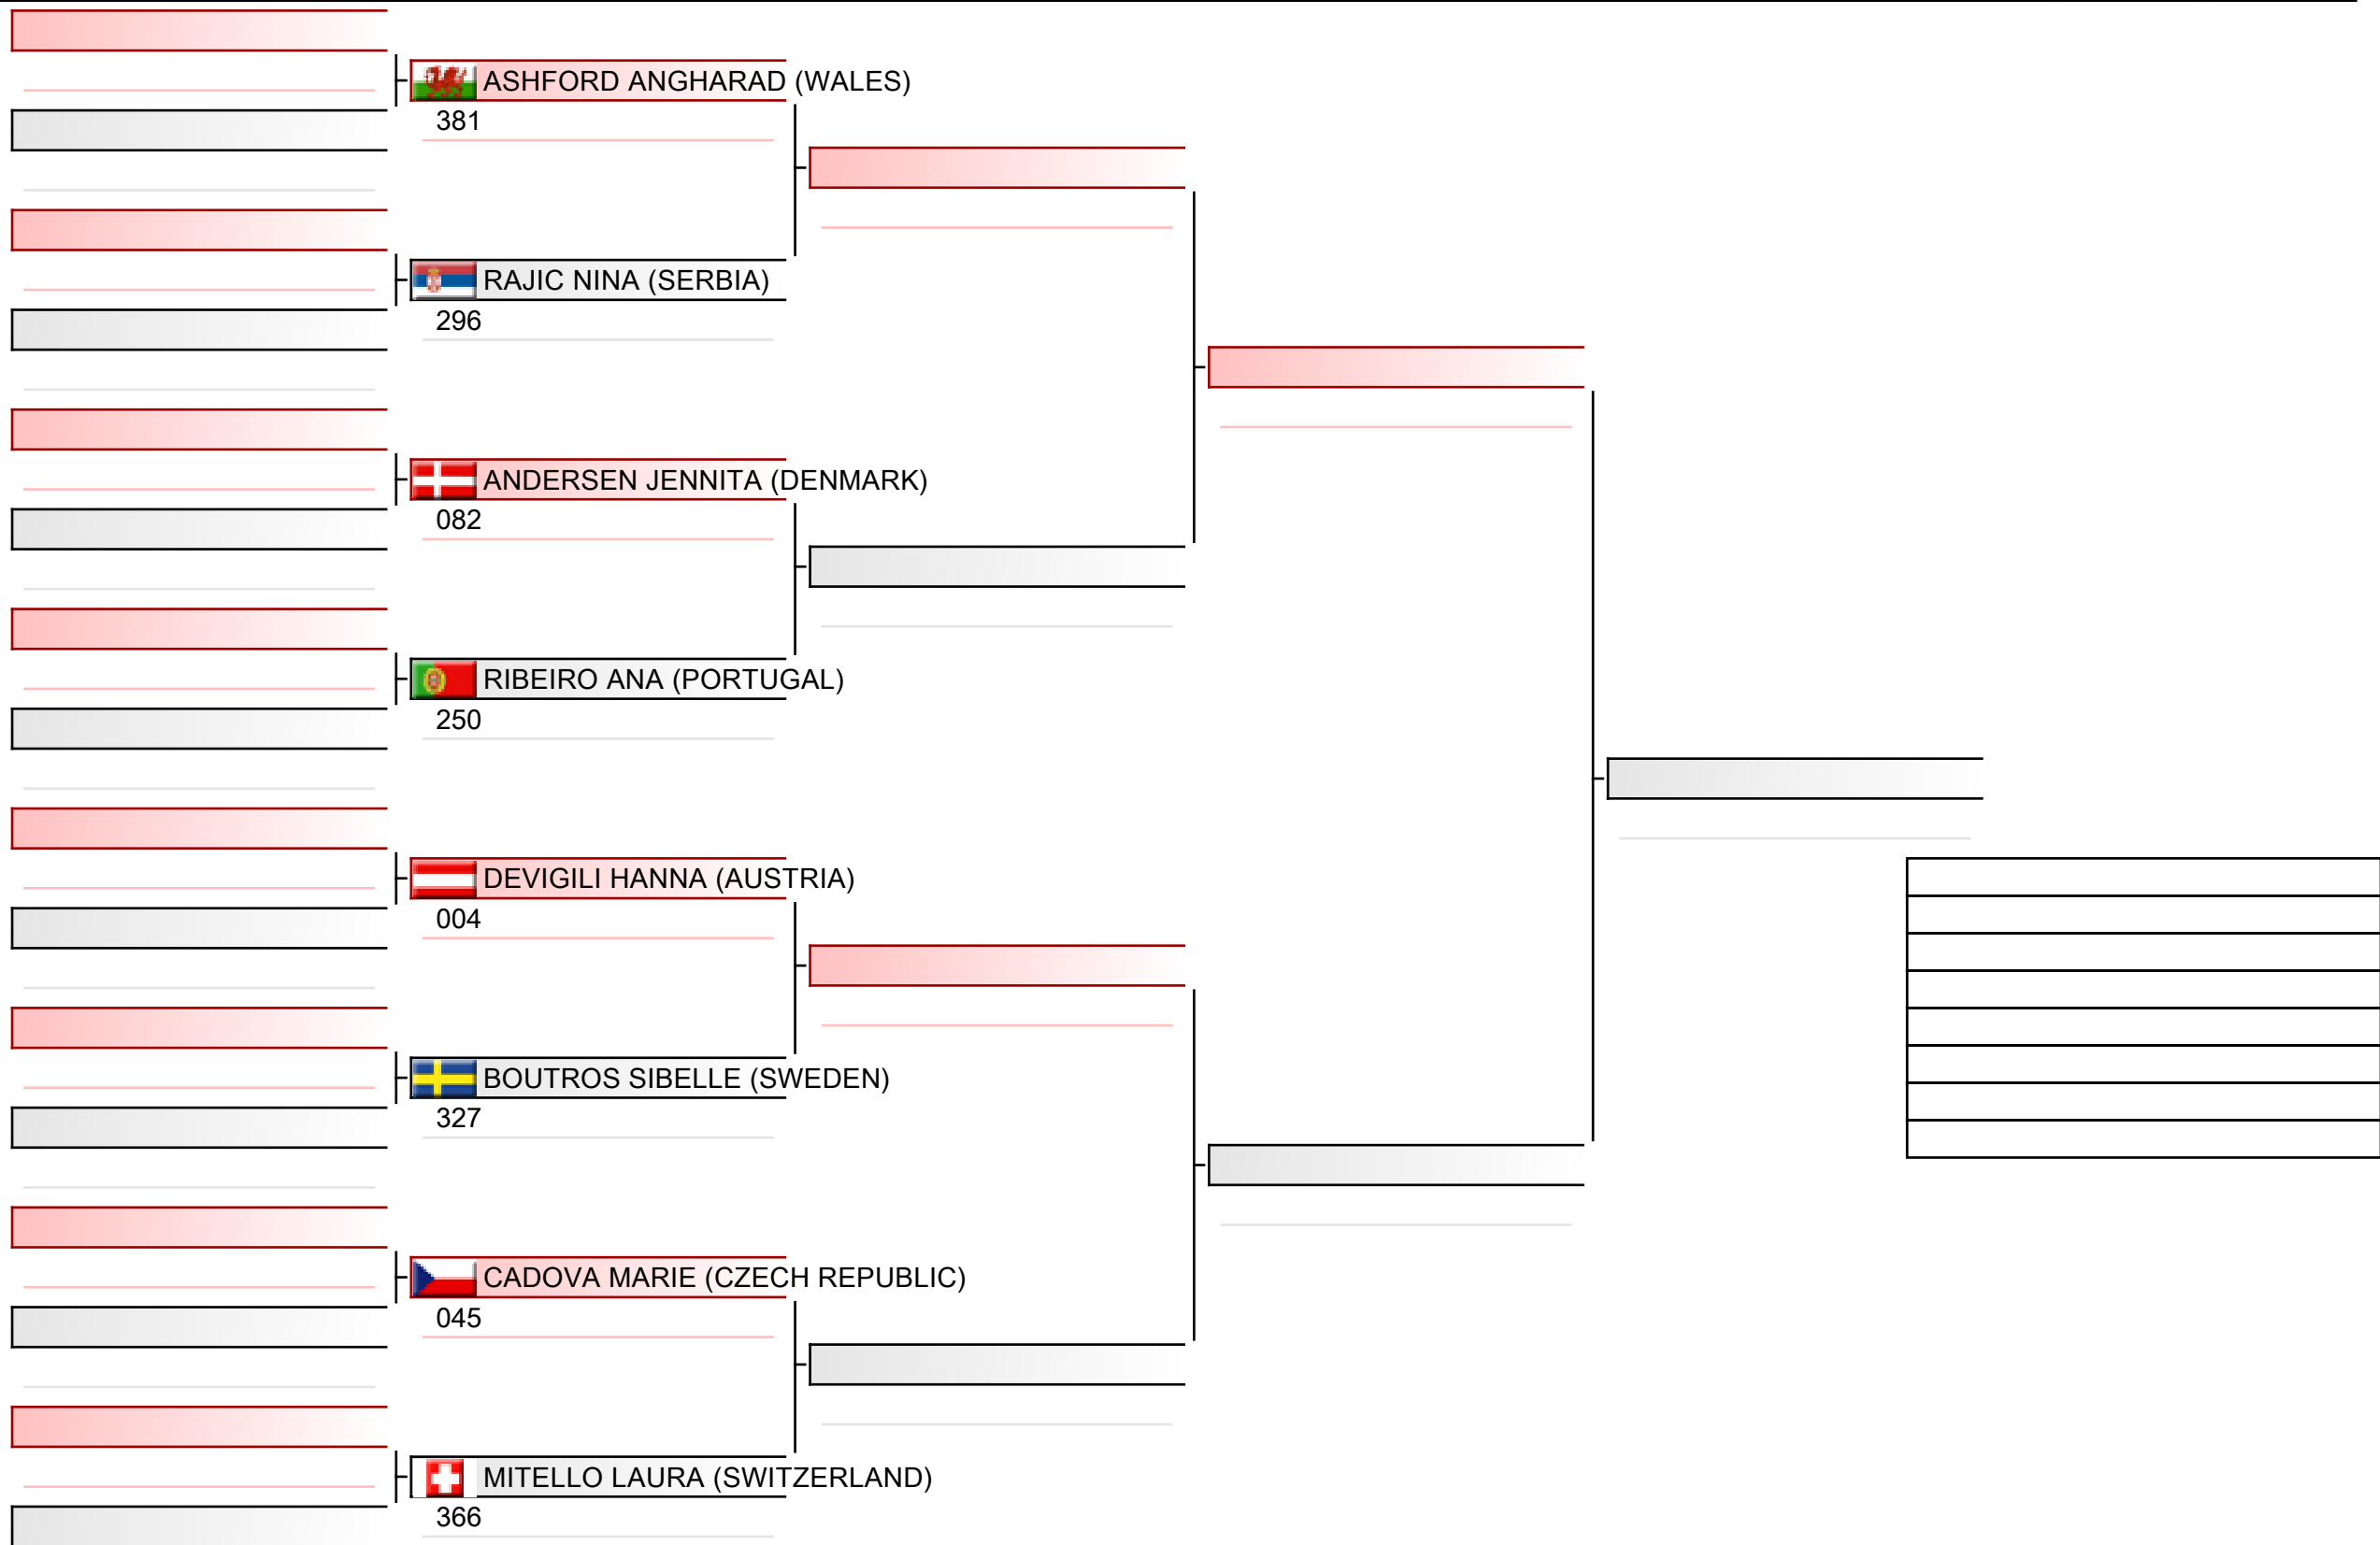 ASHFORD ANGHARAD (WALES)
381
RAJIC NINA (SERBIA)
296
ANDERSEN JENNITA (DENMARK)
082
RIBEIRO ANA (PORTUGAL)
250
DEVIGILI HANNA (AUSTRIA)
004
BOUTROS SIBELLE (SWEDEN)
327
CADOVA MARIE (CZECH REPUBLIC)
045
MITELLO LAURA (SWITZERLAND)
366